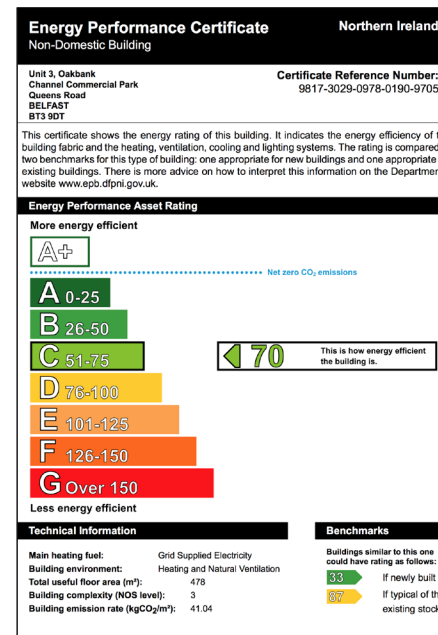 Energy Performance Certificate
Northern Ireland
Non-Domestic Building
Unit 3, Oakbank
Channel Commercial Park
Queens Road
BELFAST
BT3 9DT
Certificate Reference Number:
9817-3029-0978-0190-9705
This certificate shows the energy rating of this building. It indicates the energy efficiency of
building fabric and the heating, ventilation, cooling and lighting systems. The rating is compared
two benchmarks for this type of building: one appropriate for new buildings and one appropriate
existing buildings. There is more advice on how to interpret this information on the
website www.epb.dfpni.gov.uk.
Energy Performance Asset Rating
More energy efficient
A+
Net zero CO₂ emissions
A 0-25
B 26-50
C 51-75
70
This is how energy efficient
the building is.
D 76-100
E 101-125
F 126-150
G Over 150
Less energy efficient
Technical Information
Main heating fuel: Grid Supplied Electricity
Building environment: Heating and Natural Ventilation
Total useful floor area (m²): 478
Building complexity (NOS level): 3
Building emission rate (kgCO₂/m²): 41.04
Benchmarks
Buildings similar to this one
could have rating as follows:
33 If newly built
87 If typical of
existing stock